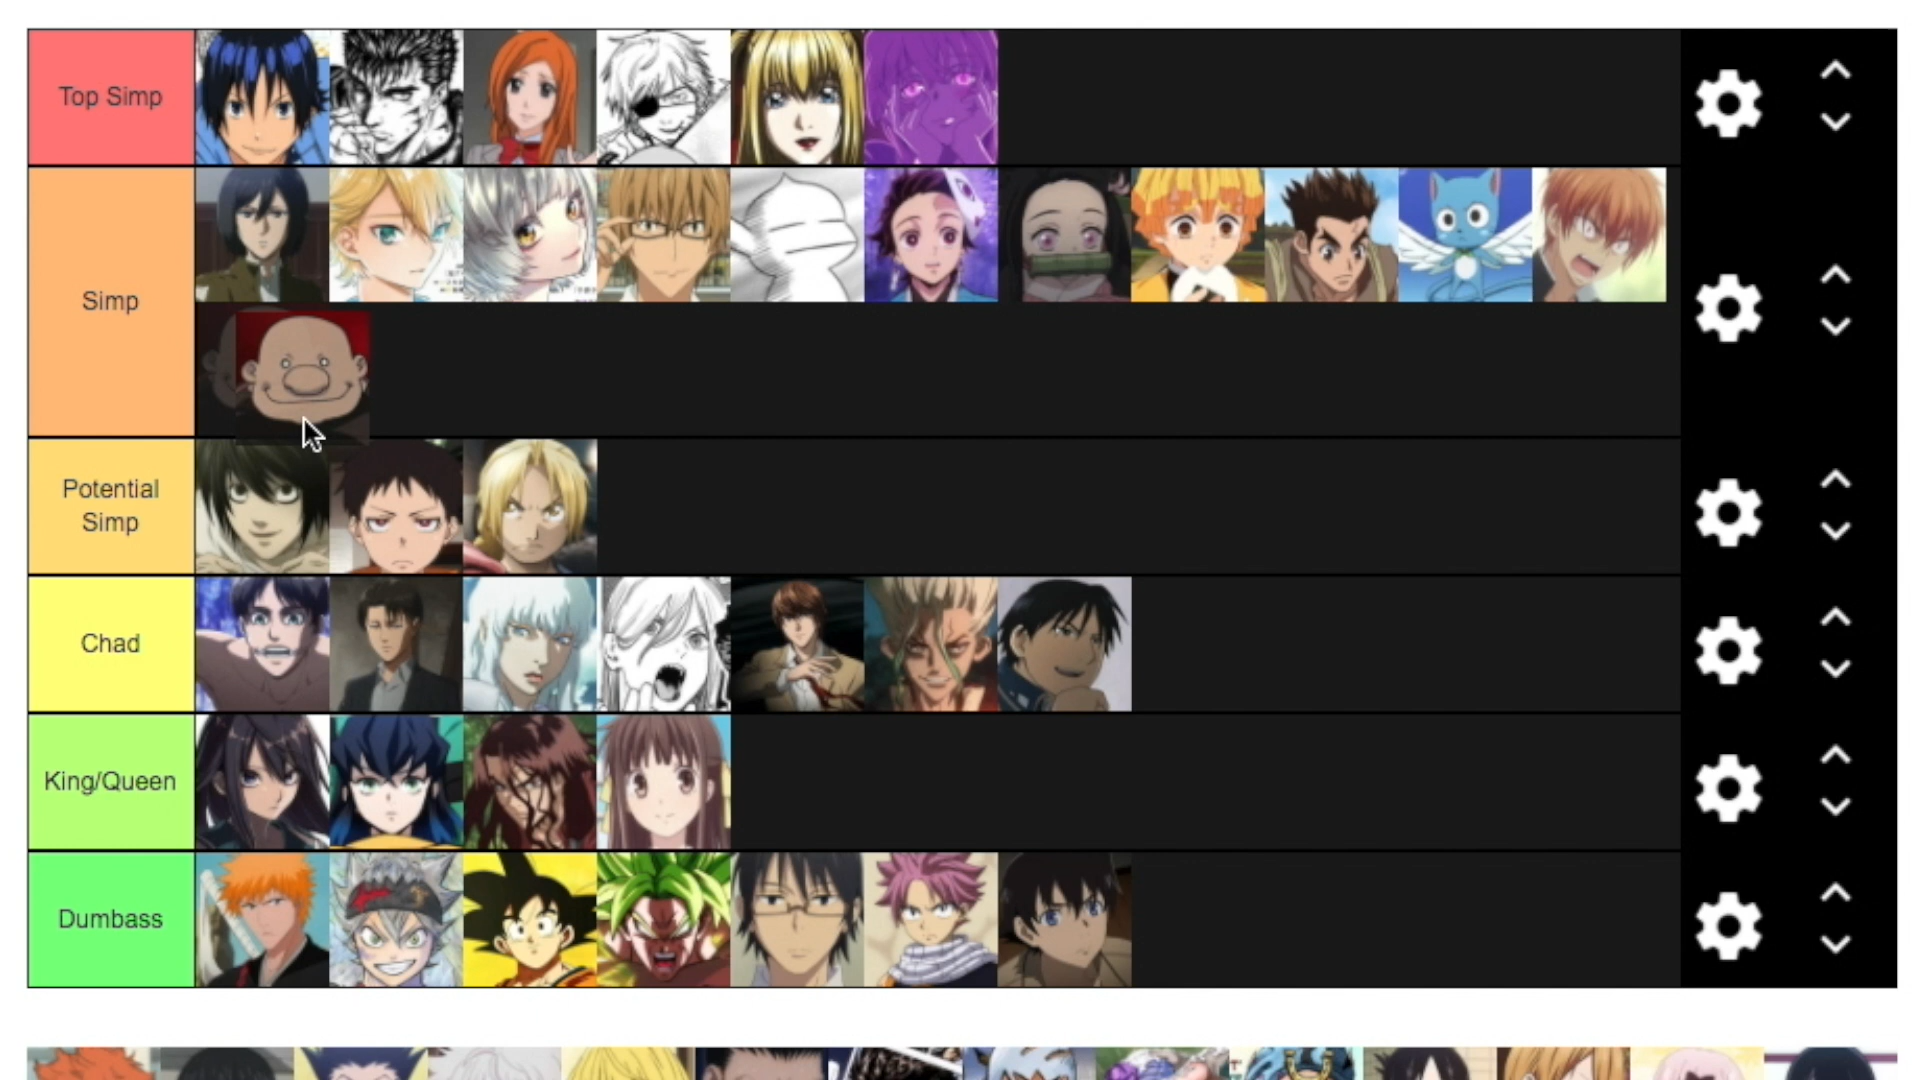 Top Simp
Simp
Potential
Simp
Chad
King/Queen
Dumbass